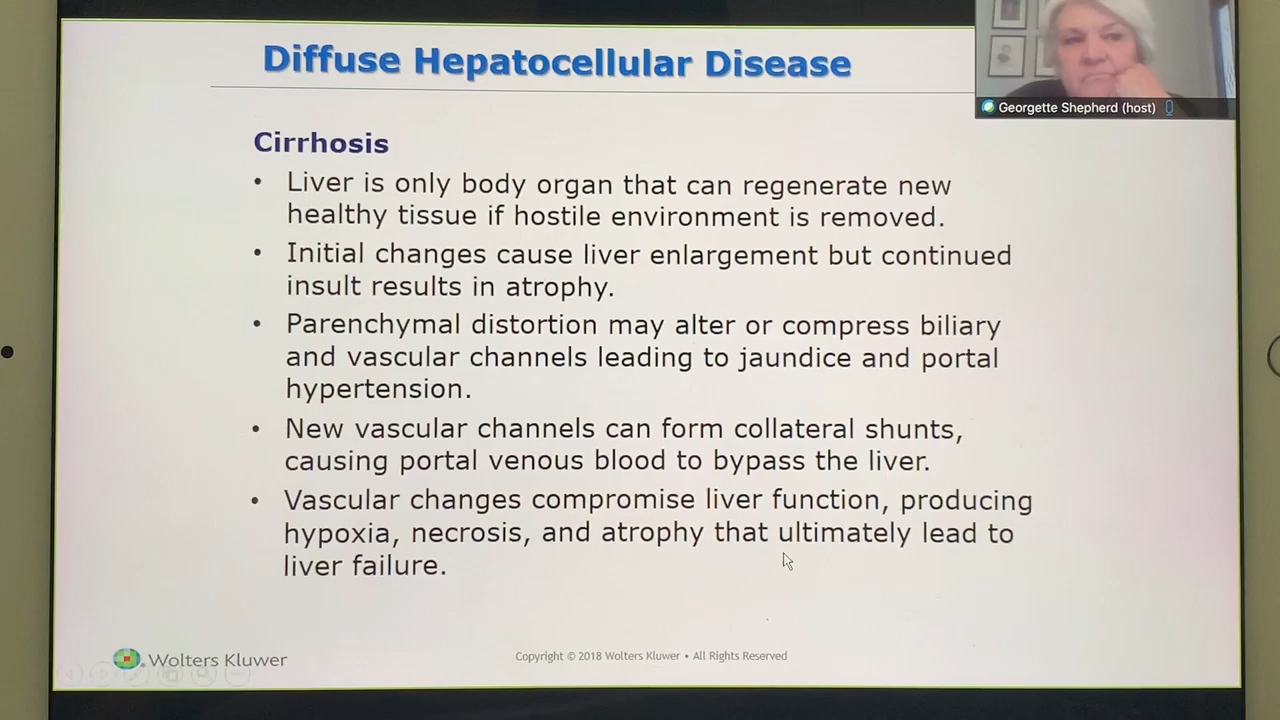 Diffuse Hepatocellular Disease
Georgette Shepherd (host)
Cirrhosis
• Liver is only body organ that can regenerate new
healthy tissue if hostile environment is removed.
• Initial changes cause liver enlargement but continued
insult results in atrophy.
• Parenchymal distortion may alter or compress biliary
and vascular channels leading to jaundice and portal
hypertension.
• New vascular channels can form collateral shunts,
causing portal venous blood to bypass the liver.
• Vascular changes compromise liver function, producing
hypoxia, necrosis, and atrophy that ultimately lead to
liver failure.
Wolters Kluwer
Copyright © 2018 Wolters Kluwer • All Rights Reserved